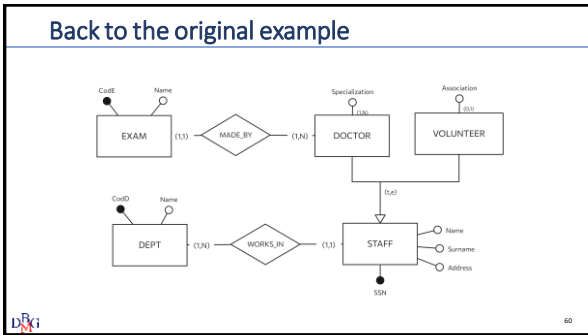 Back to the original example
CodE
Name
EXAM
(1,1)
MADE_BY
(1,N)
Specialization
(1,N)
DOCTOR
Association
(0,1)
VOLUNTEER
(t,e)
CodD
Name
DEPT
(1,N)
WORKS_IN
(1,1)
STAFF
Name
Surname
Address
SSN
DBMG
60